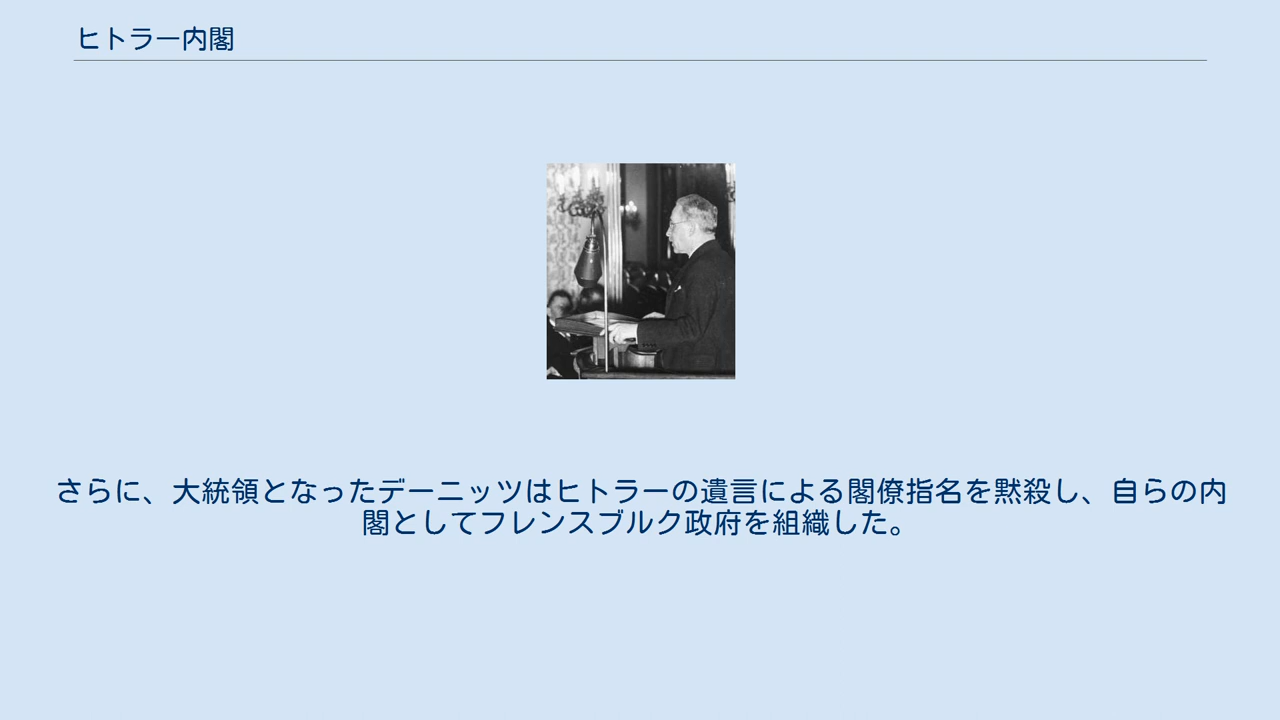 ヒトラー内閣
さらに、大統領となったデーニッツはヒトラーの遺言による閣僚指名を黙殺し、自らの内
閣としてフレンスブルク政府を組織した。